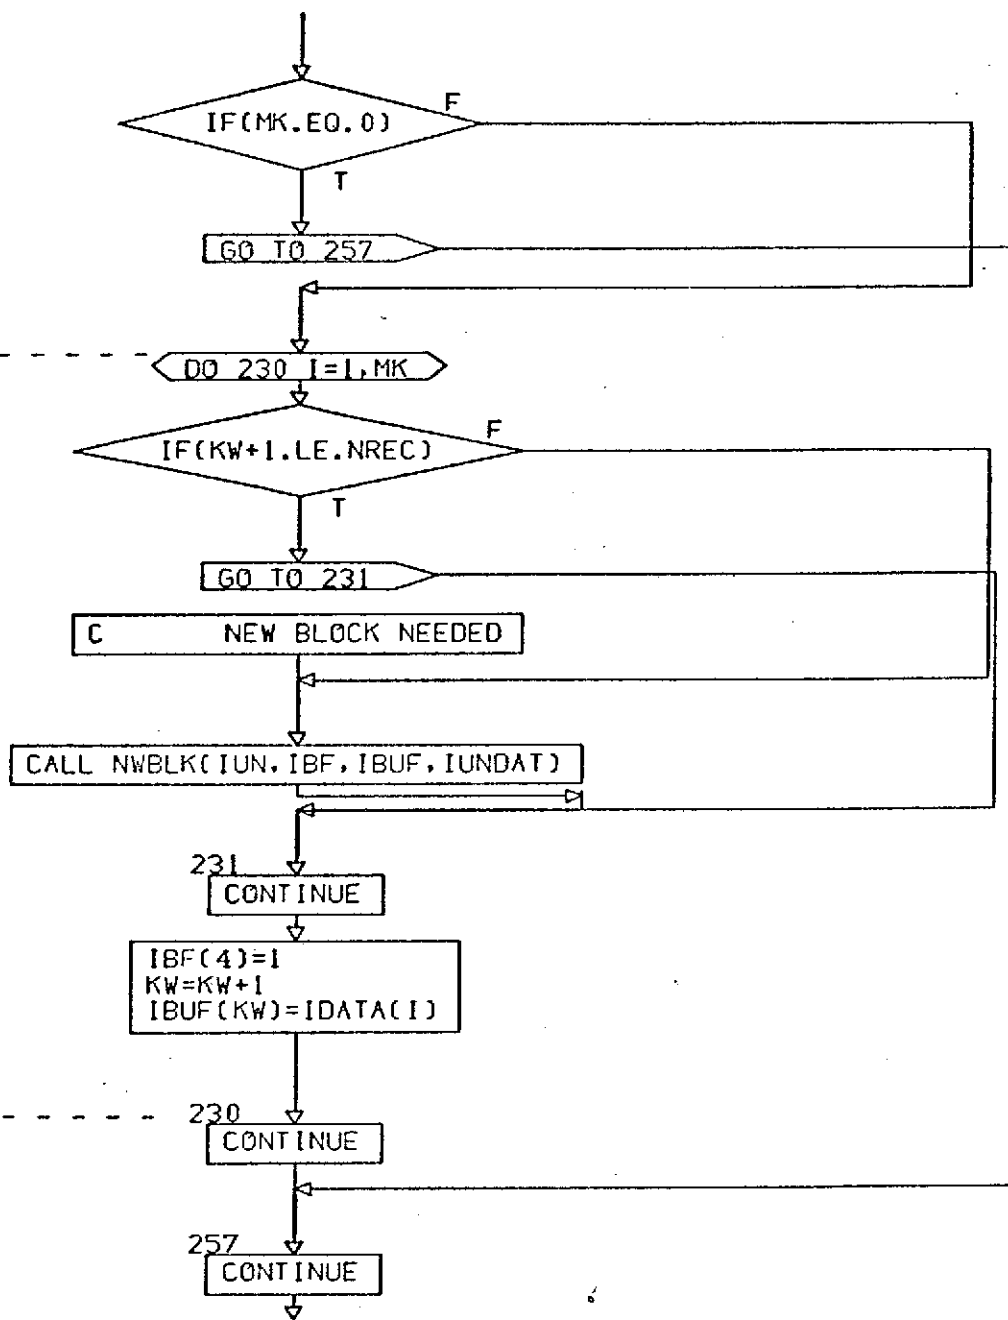 IF(MK.EQ.0)
F
T
GO TO 257
DO 230 I=1,MK
IF(KW+1.LE.NREC)
F
T
GO TO 231
C NEW BLOCK NEEDED
CALL NWBLK(IUN,IBF,IBUF,IUNDAT)
231
CONTINUE
IBF(4)=1
KW=KW+1
IBUF(KW)=IDATA(I)
230
CONTINUE
257
CONTINUE